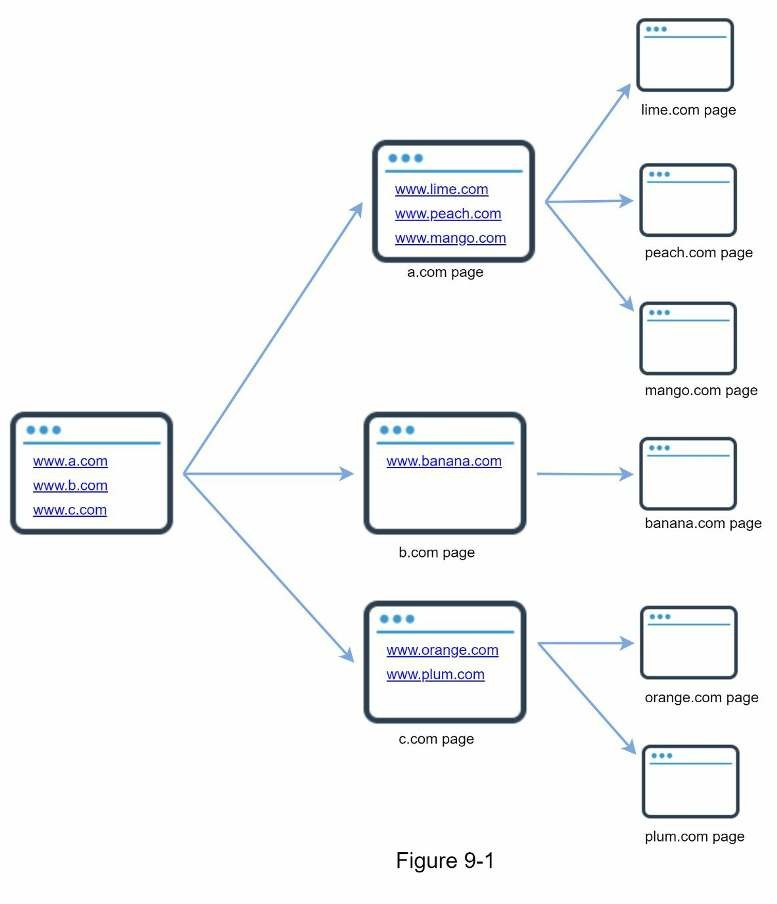 lime.com page
www.lime.com
www.peach.com
www.mango.com
a.com page
peach.com page
mango.com page
www.a.com
www.b.com
www.c.com
www.banana.com
b.com page
banana.com page
www.orange.com
www.plum.com
c.com page
orange.com page
plum.com page
Figure 9-1